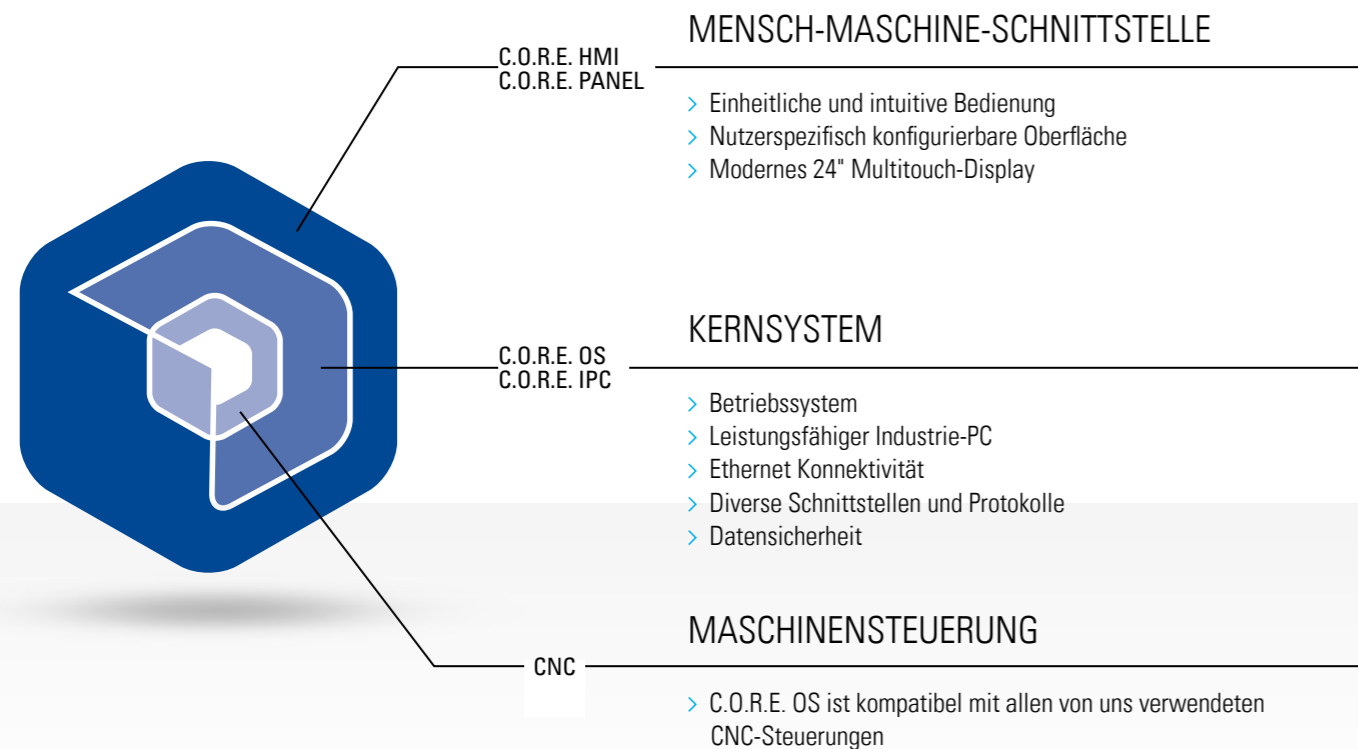 MENSCH-MASCHINE-SCHNITTSTELLE
C.O.R.E. HMI
C.O.R.E. PANEL
> Einheitliche und intuitive Bedienung
> Nutzerspezifisch konfigurierbare Oberfläche
> Modernes 24" Multitouch-Display
KERNSYSTEM
C.O.R.E. OS
C.O.R.E. IPC
> Betriebssystem
> Leistungsfähiger Industrie-PC
> Ethernet Konnektivität
> Diverse Schnittstellen und Protokolle
> Datensicherheit
MASCHINENSTEUERUNG
CNC
> C.O.R.E. OS ist kompatibel mit allen von uns verwendeten
CNC-Steuerungen